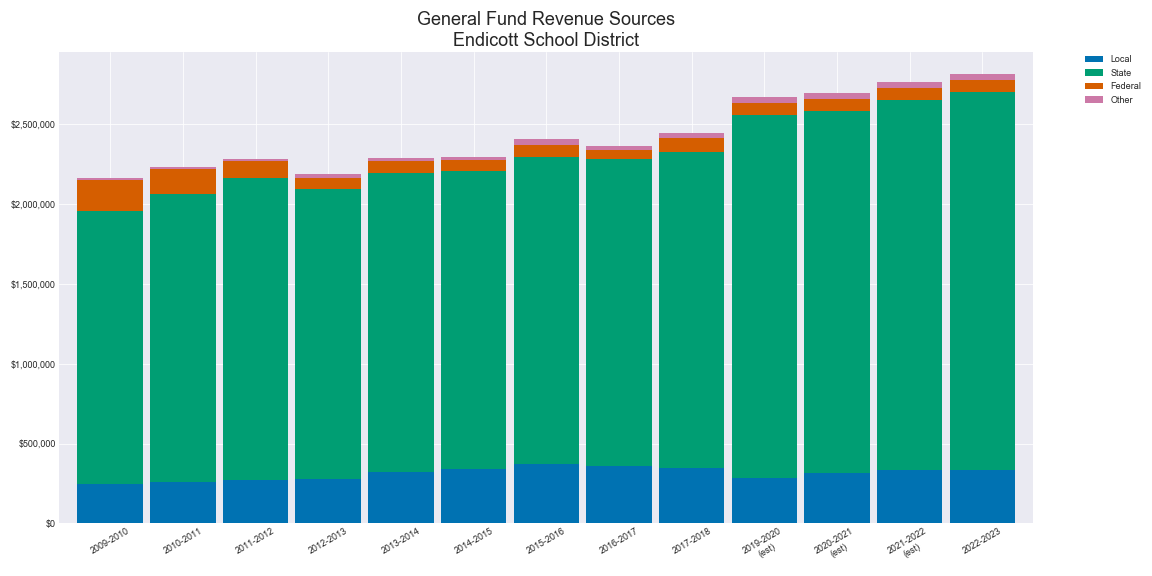 General Fund Revenue Sources
Endicott School District
Local
State
Federal
Other
$2,500,000
$2,000,000
$1,500,000
$1,000,000
$500,000
$0
2009-2010
2010-2011
2011-2012
2012-2013
2013-2014
2014-2015
2015-2016
2016-2017
2017-2018
2019-2020
(est)
2020-2021
(est)
2021-2022
(est)
2022-2023